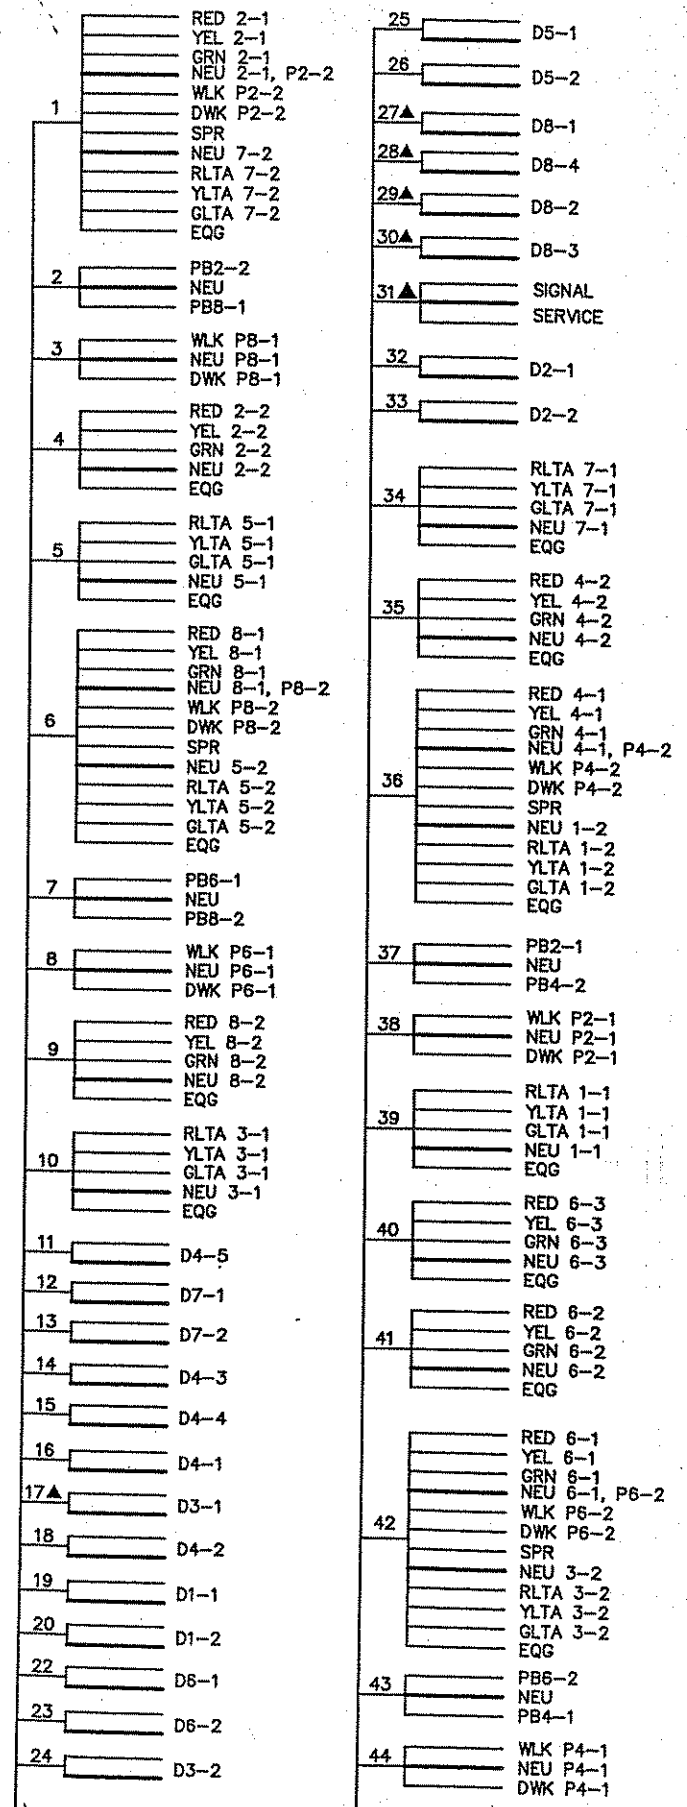 1
RED 2-1
YEL 2-1
GRN 2-1
NEU 2-1, P2-2
WLK P2-2
DWK P2-2
SPR
NEU 7-2
RLTA 7-2
YLTA 7-2
GLTA 7-2
EQG
2
PB2-2
NEU
PB8-1
3
WLK P8-1
NEU P8-1
DWK P8-1
4
RED 2-2
YEL 2-2
GRN 2-2
NEU 2-2
EQG
5
RLTA 5-1
YLTA 5-1
GLTA 5-1
NEU 5-1
EQG
6
RED 8-1
YEL 8-1
GRN 8-1
NEU 8-1, P8-2
WLK P8-2
DWK P8-2
SPR
NEU 5-2
RLTA 5-2
YLTA 5-2
GLTA 5-2
EQG
7
PB6-1
NEU
PB8-2
8
WLK P6-1
NEU P6-1
DWK P6-1
9
RED 8-2
YEL 8-2
GRN 8-2
NEU 8-2
EQG
10
RLTA 3-1
YLTA 3-1
GLTA 3-1
NEU 3-1
EQG
11 D4-5
12 D7-1
13 D7-2
14 D4-3
15 D4-4
16 D4-1
17▲ D3-1
18 D4-2
19 D1-1
20 D1-2
22 D6-1
23 D6-2
24 D3-2
25 D5-1
26 D5-2
27▲ D8-1
28▲ D8-4
29▲ D8-2
30▲ D8-3
31▲
SIGNAL
SERVICE
32 D2-1
33 D2-2
34
RLTA 7-1
YLTA 7-1
GLTA 7-1
NEU 7-1
EQG
35
RED 4-2
YEL 4-2
GRN 4-2
NEU 4-2
EQG
36
RED 4-1
YEL 4-1
GRN 4-1
NEU 4-1, P4-2
WLK P4-2
DWK P4-2
SPR
NEU 1-2
RLTA 1-2
YLTA 1-2
GLTA 1-2
EQG
37
PB2-1
NEU
PB4-2
38
WLK P2-1
NEU P2-1
DWK P2-1
39
RLTA 1-1
YLTA 1-1
GLTA 1-1
NEU 1-1
EQG
40
RED 6-3
YEL 6-3
GRN 6-3
NEU 6-3
EQG
41
RED 6-2
YEL 6-2
GRN 6-2
NEU 6-2
EQG
42
RED 6-1
YEL 6-1
GRN 6-1
NEU 6-1, P6-2
WLK P6-2
DWK P6-2
SPR
NEU 3-2
RLTA 3-2
YLTA 3-2
GLTA 3-2
EQG
43
PB6-2
NEU
PB4-1
44
WLK P4-1
NEU P4-1
DWK P4-1